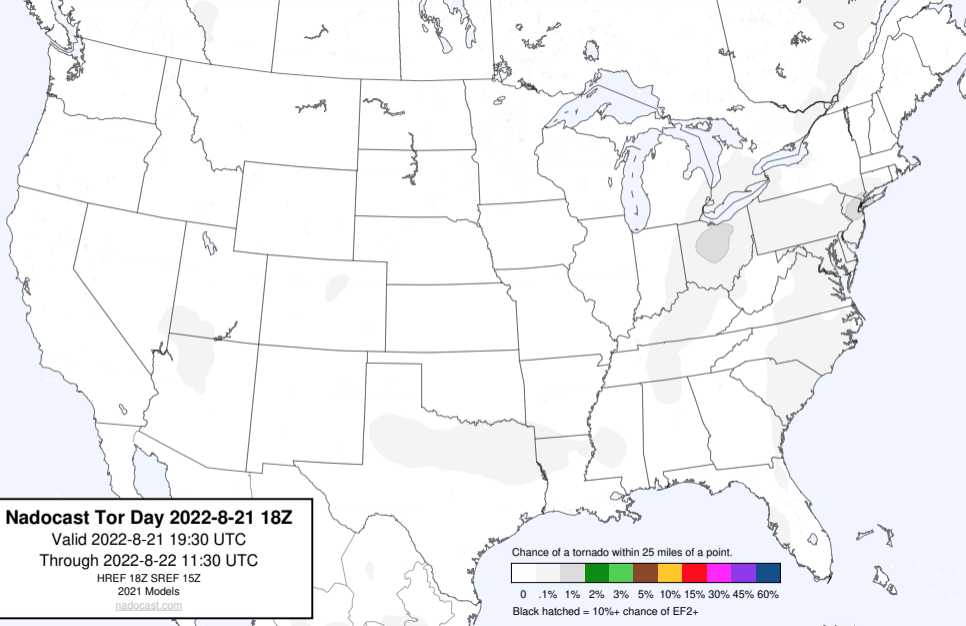 Nadocast Tor Day 2022-8-21 18Z
Valid 2022-8-21 19:30 UTC
Through 2022-8-22 11:30 UTC
HREF 18Z SREF 15Z
2021 Models
nadocast.com
Chance of a tornado within 25 miles of a point.
0 .1% 1% 2% 3% 5% 10% 15% 30% 45% 60%
Black hatched = 10%+ chance of EF2+